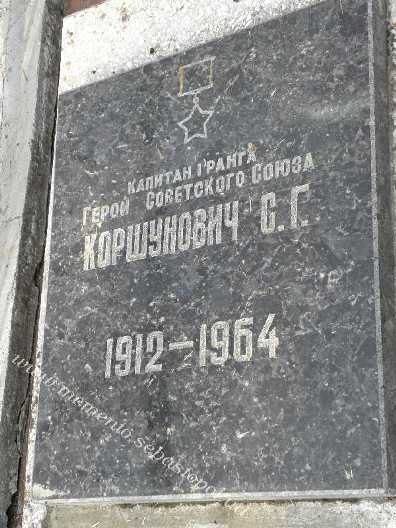 КАПИТАН I РАНГА
ГЕРОЙ СОВЕТСКОГО СОЮЗА
КОРШУНОВИЧ С.Г.
1912–1964